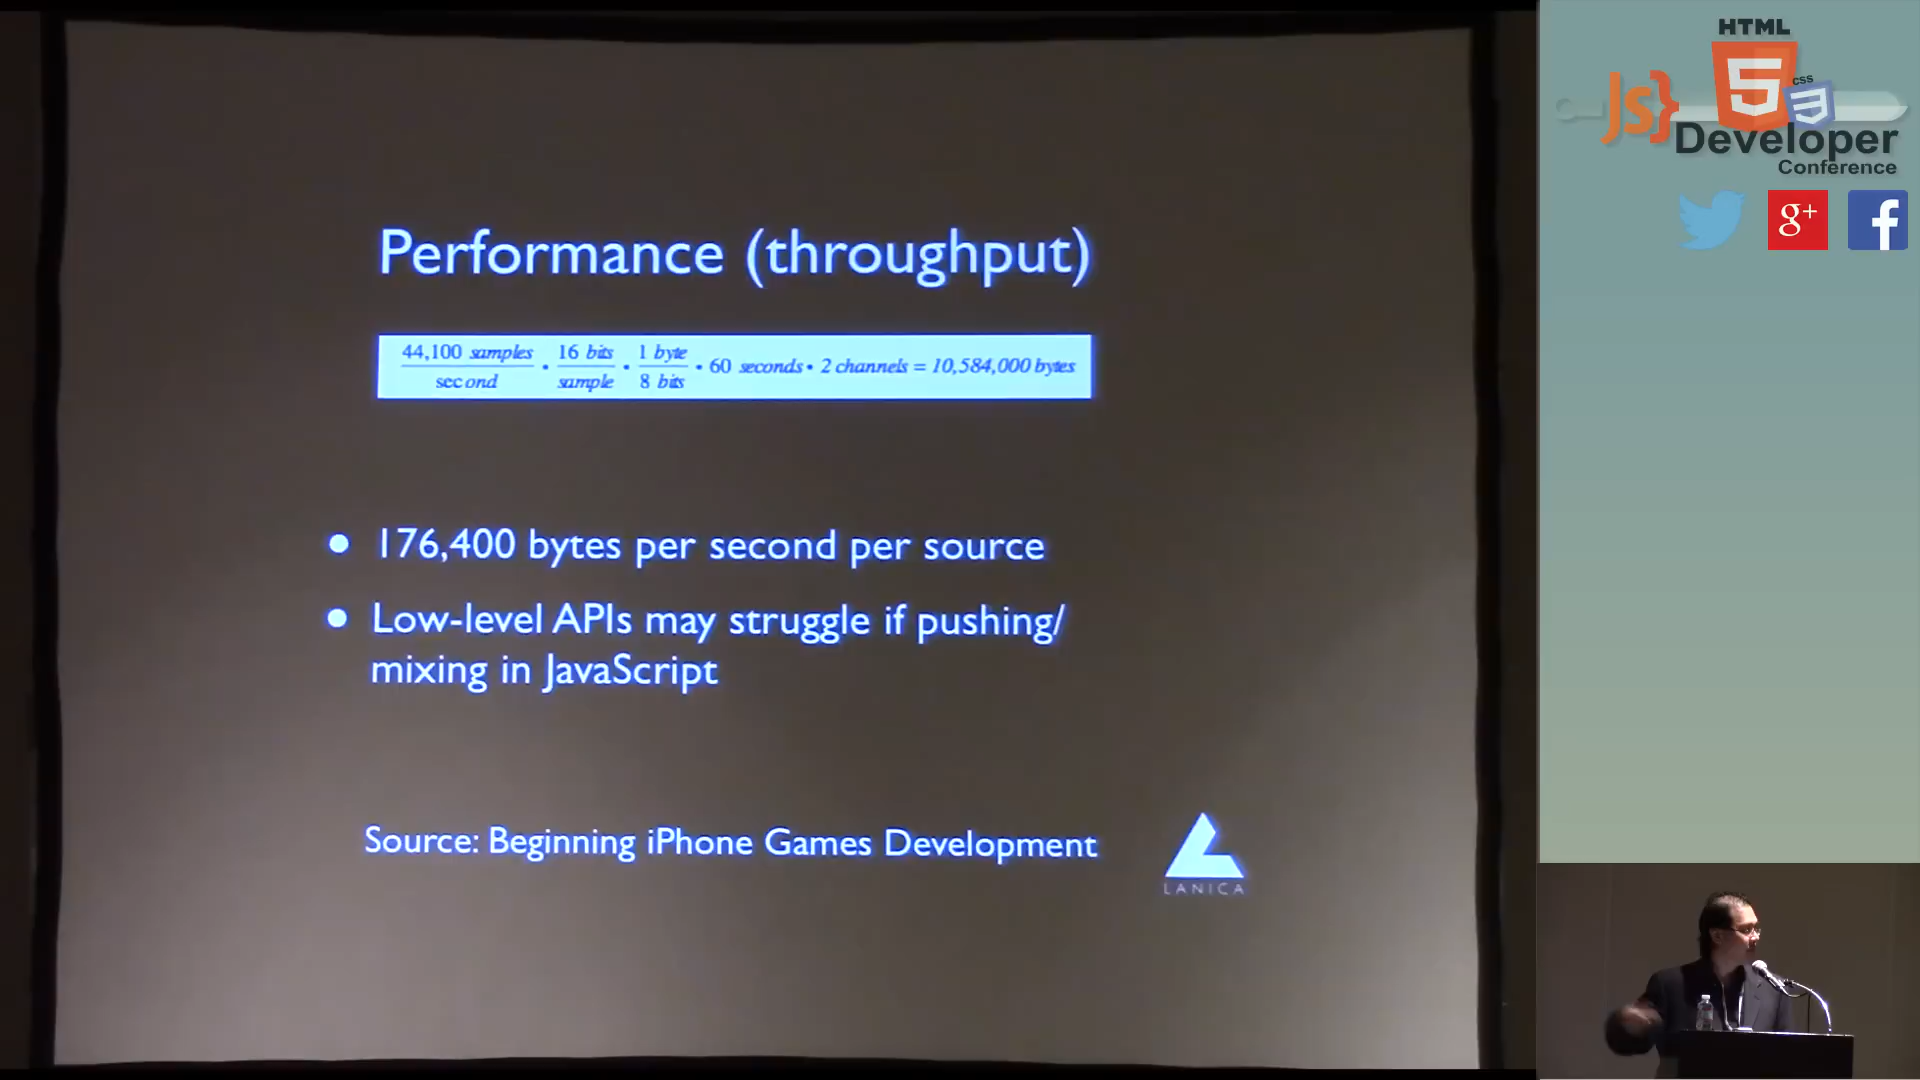 Performance (throughput)
44,100 samples / second • 16 bits / sample • 1 byte / 8 bits • 60 seconds • 2 channels = 10,584,000 bytes
• 176,400 bytes per second per source
• Low-level APIs may struggle if pushing/
mixing in JavaScript
Source: Beginning iPhone Games Development
LANICA
HTML
5
CSS
3
JS}
Developer
Conference
g+
f